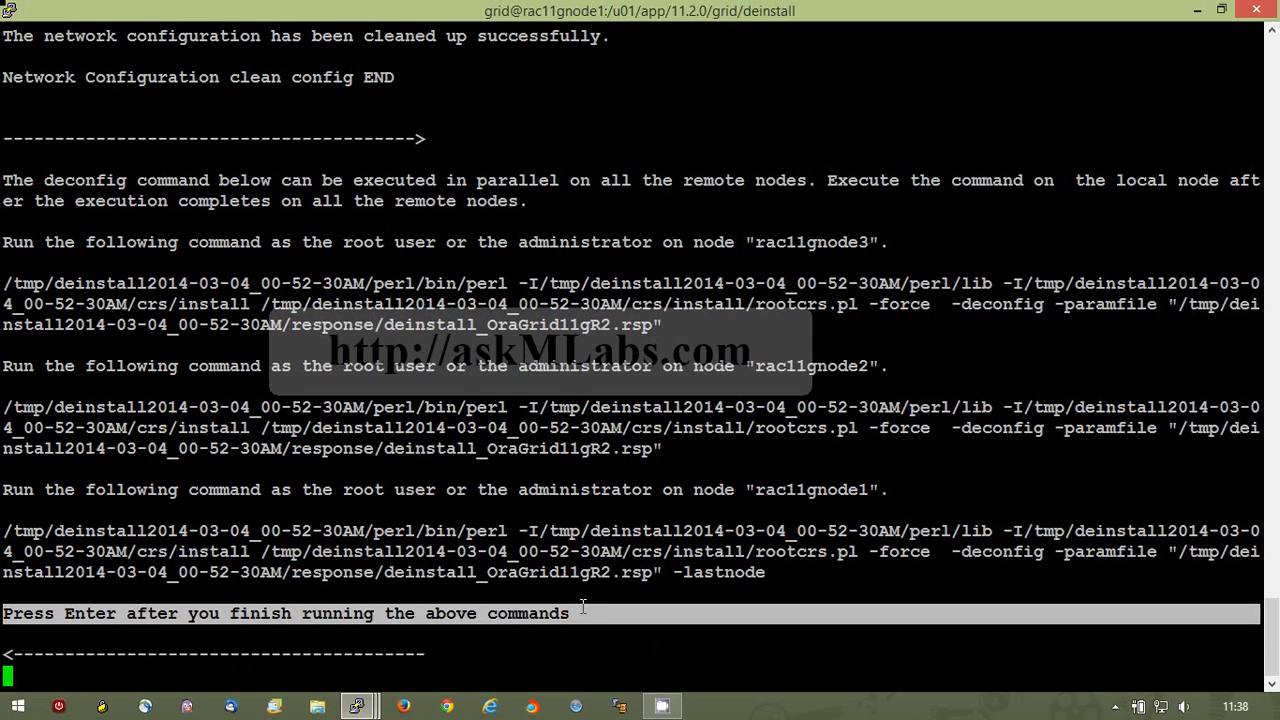 grid@rac11gnode1:/u01/app/11.2.0/grid/deinstall
The network configuration has been cleaned up successfully.
Network Configuration clean config END
---------------------------------------->
The deconfig command below can be executed in parallel on all the remote nodes. Execute the command on  the local node aft
er the execution completes on all the remote nodes.
Run the following command as the root user or the administrator on node "rac11gnode3".
/tmp/deinstall2014-03-04_00-52-30AM/perl/bin/perl -I/tmp/deinstall2014-03-04_00-52-30AM/perl/lib -I/tmp/deinstall2014-03-0
4_00-52-30AM/crs/install /tmp/deinstall2014-03-04_00-52-30AM/crs/install/rootcrs.pl -force  -deconfig -paramfile "/tmp/dei
nstall2014-03-04_00-52-30AM/response/deinstall_OraGrid11gR2.rsp"
http://askMLabs.com
Run the following command as the root user or the administrator on node "rac11gnode2".
/tmp/deinstall2014-03-04_00-52-30AM/perl/bin/perl -I/tmp/deinstall2014-03-04_00-52-30AM/perl/lib -I/tmp/deinstall2014-03-0
4_00-52-30AM/crs/install /tmp/deinstall2014-03-04_00-52-30AM/crs/install/rootcrs.pl -force  -deconfig -paramfile "/tmp/dei
nstall2014-03-04_00-52-30AM/response/deinstall_OraGrid11gR2.rsp"
Run the following command as the root user or the administrator on node "rac11gnode1".
/tmp/deinstall2014-03-04_00-52-30AM/perl/bin/perl -I/tmp/deinstall2014-03-04_00-52-30AM/perl/lib -I/tmp/deinstall2014-03-0
4_00-52-30AM/crs/install /tmp/deinstall2014-03-04_00-52-30AM/crs/install/rootcrs.pl -force  -deconfig -paramfile "/tmp/dei
nstall2014-03-04_00-52-30AM/response/deinstall_OraGrid11gR2.rsp" -lastnode
Press Enter after you finish running the above commands
<----------------------------------------
11:38